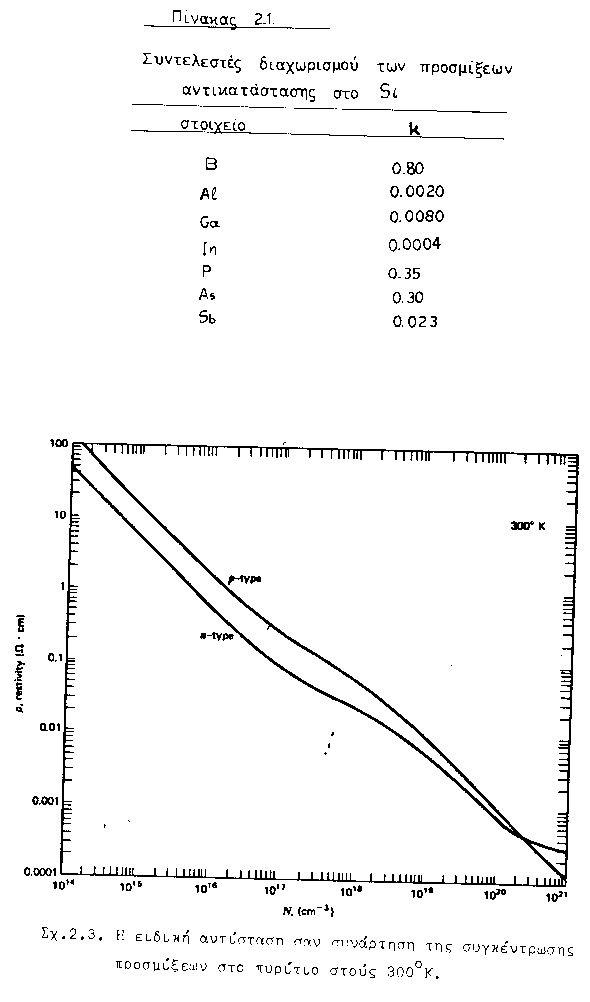 Πίνακας 2.1.
Συντελεστές διαχωρισμού των προσμίξεων
αντικατάστασης στο Si
στοιχείο k
B 0.80
Al 0.0020
Ga 0.0080
In 0.0004
P 0.35
As 0.30
Sb 0.023
100
10
1
0.1
0.01
0.001
0.0001
ρ, restivity (Ω · cm)
300° K
p-type
n-type
10^14 10^15 10^16 10^17 10^18 10^19 10^20 10^21
N, (cm^-3)
Σχ.2.3. Η ειδική αντίσταση σαν συνάρτηση της συγκέντρωσης
προσμίξεων στο πυρίτιο στούς 300°K.